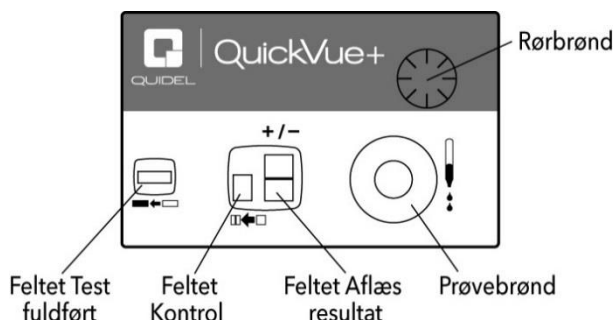 QUIDEL
QuickVue+
Rørbrønd
+/–
Feltet Test
fuldført
Feltet
Kontrol
Feltet Aflæs
resultat
Prøvebrønd